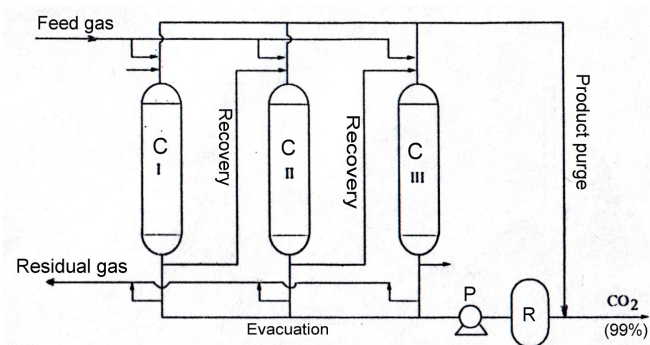 Feed gas
C
I
Recovery
C
II
Recovery
C
III
Product purge
Residual gas
Evacuation
P
R
CO₂
(99%)